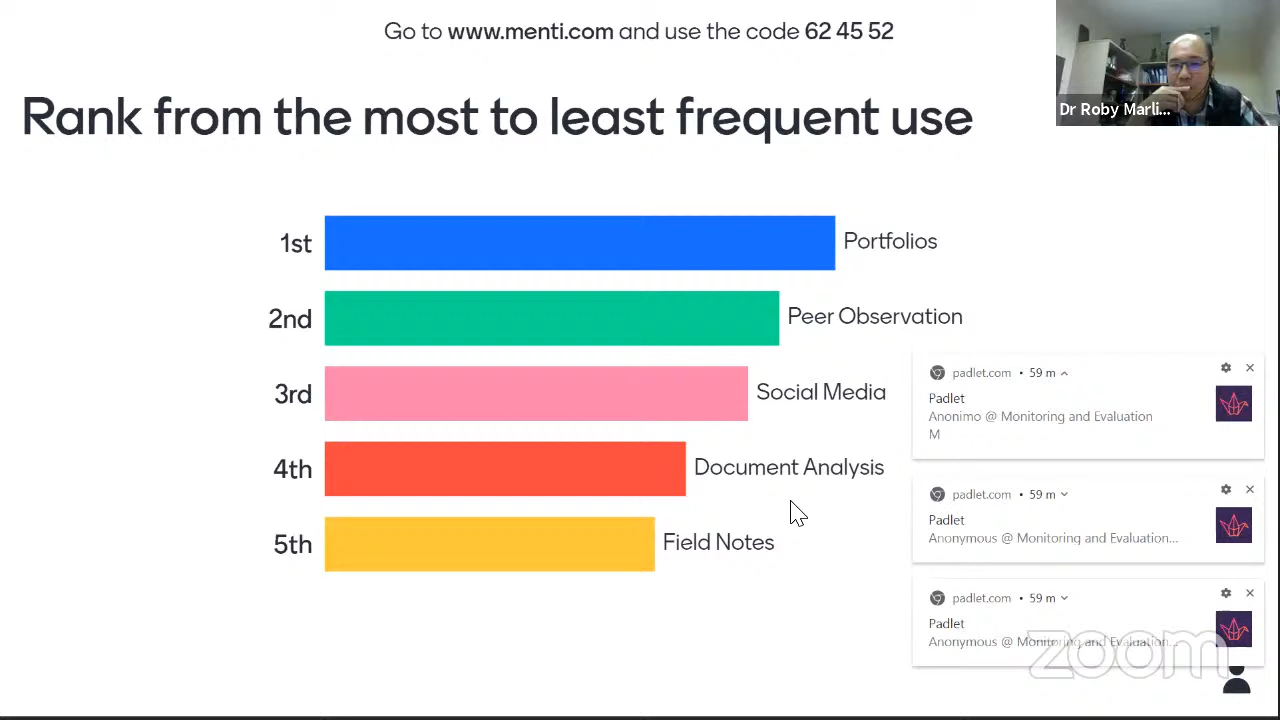 Go to www.menti.com and use the code 62 45 52
Dr Roby Marli...
Rank from the most to least frequent use
1st Portfolios
2nd Peer Observation
3rd Social Media
4th Document Analysis
5th Field Notes
padlet.com • 59 m
Padlet
Anonimo @ Monitoring and Evaluation
M
padlet.com • 59 m
Padlet
Anonymous @ Monitoring and Evaluation...
padlet.com • 59 m
Padlet
Anonymous @ Monitoring and Evaluation...
zoom